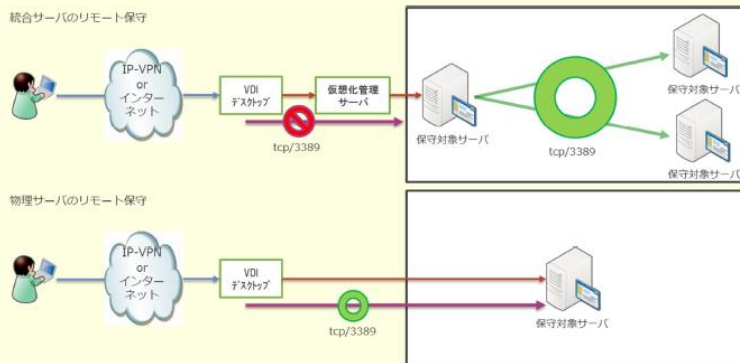 統合サーバのリモート保守
IP-VPN
or
インター
ネット
VDI
デスクトップ
仮想化管理
サーバ
tcp/3389
保守対象サーバ
tcp/3389
保守対象サーバ
保守対象サーバ
物理サーバのリモート保守
IP-VPN
or
インター
ネット
VDI
デスクトップ
tcp/3389
保守対象サーバ